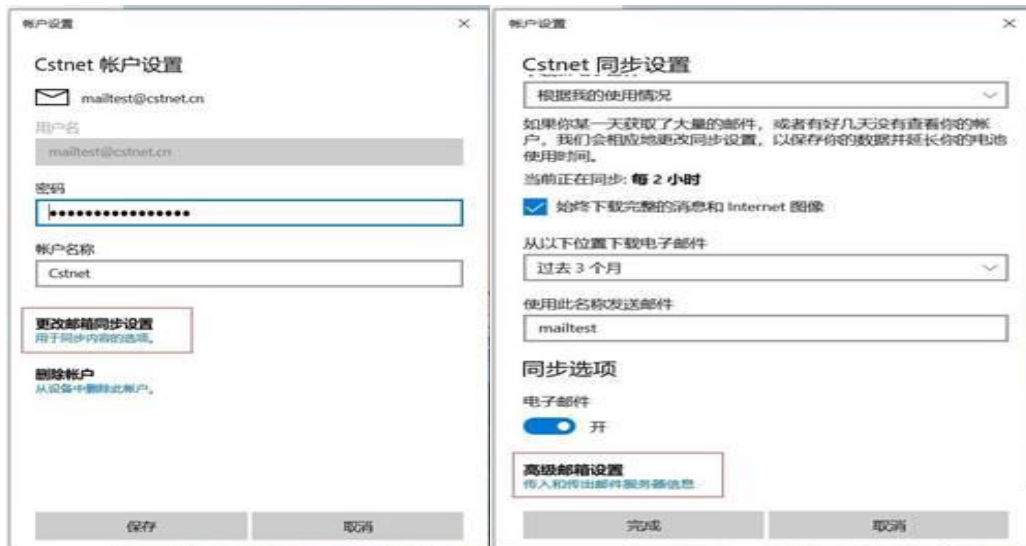 帐户设置
Cstnet 帐户设置
mailtest@cstnet.cn
用户名
mailtest@cstnet.cn
密码
帐户名称
Cstnet
更改邮箱同步设置
用于同步内容的选项。
删除帐户
从设备中删除此帐户。
保存
取消
帐户设置
Cstnet 同步设置
根据我的使用情况
如果你某一天获取了大量的邮件，或者有好几天没有查看你的帐
户，我们会相应地更改同步设置，以保存你的数据并延长你的电池
使用时间。
当前正在同步: 每 2 小时
始终下载完整的消息和 Internet 图像
从以下位置下载电子邮件
过去 3 个月
使用此名称发送邮件
mailtest
同步选项
电子邮件
开
高级邮箱设置
传入和传出邮件服务器信息
完成
取消